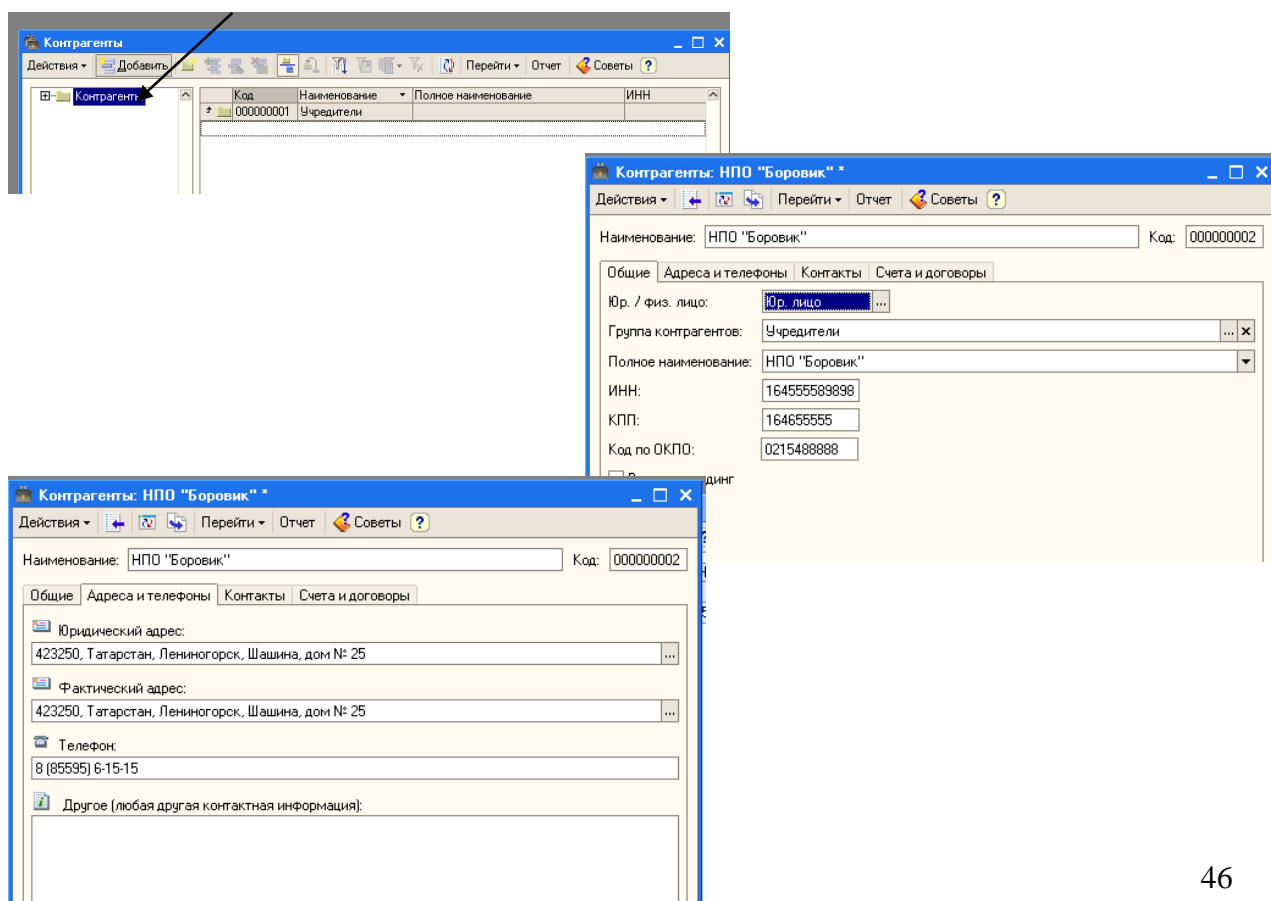 Контрагенты
Действия Добавить Перейти Отчет Советы ?
Контрагенты
Код Наименование Полное наименование ИНН
000000001 Учредители
Контрагенты: НПО "Боровик" *
Действия Перейти Отчет Советы ?
Наименование: НПО "Боровик" Код: 000000002
Общие Адреса и телефоны Контакты Счета и договоры
Юр. / физ. лицо: Юр. лицо ...
Группа контрагентов: Учредители ... x
Полное наименование: НПО "Боровик"
ИНН: 164555589898
КПП: 164655555
Код по ОКПО: 0215488888
Контрагенты: НПО "Боровик" *
Действия Перейти Отчет Советы ?
Наименование: НПО "Боровик" Код: 000000002
Общие Адреса и телефоны Контакты Счета и договоры
Юридический адрес:
423250, Татарстан, Лениногорск, Шашина, дом № 25 ...
Фактический адрес:
423250, Татарстан, Лениногорск, Шашина, дом № 25 ...
Телефон:
8 (85595) 6-15-15
Другое (любая другая контактная информация):
46